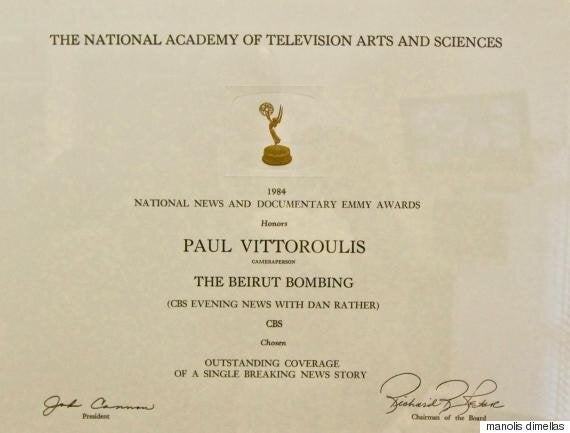 THE NATIONAL ACADEMY OF TELEVISION ARTS AND SCIENCES
1984
NATIONAL NEWS AND DOCUMENTARY EMMY AWARDS
Honors
PAUL VITTOROULIS
CAMERAPERSON
THE BEIRUT BOMBING
(CBS EVENING NEWS WITH DAN RATHER)
CBS
Chosen
OUTSTANDING COVERAGE
OF A SINGLE BREAKING NEWS STORY
John Cannon
President
Chairman of the Board
manolis dimellas